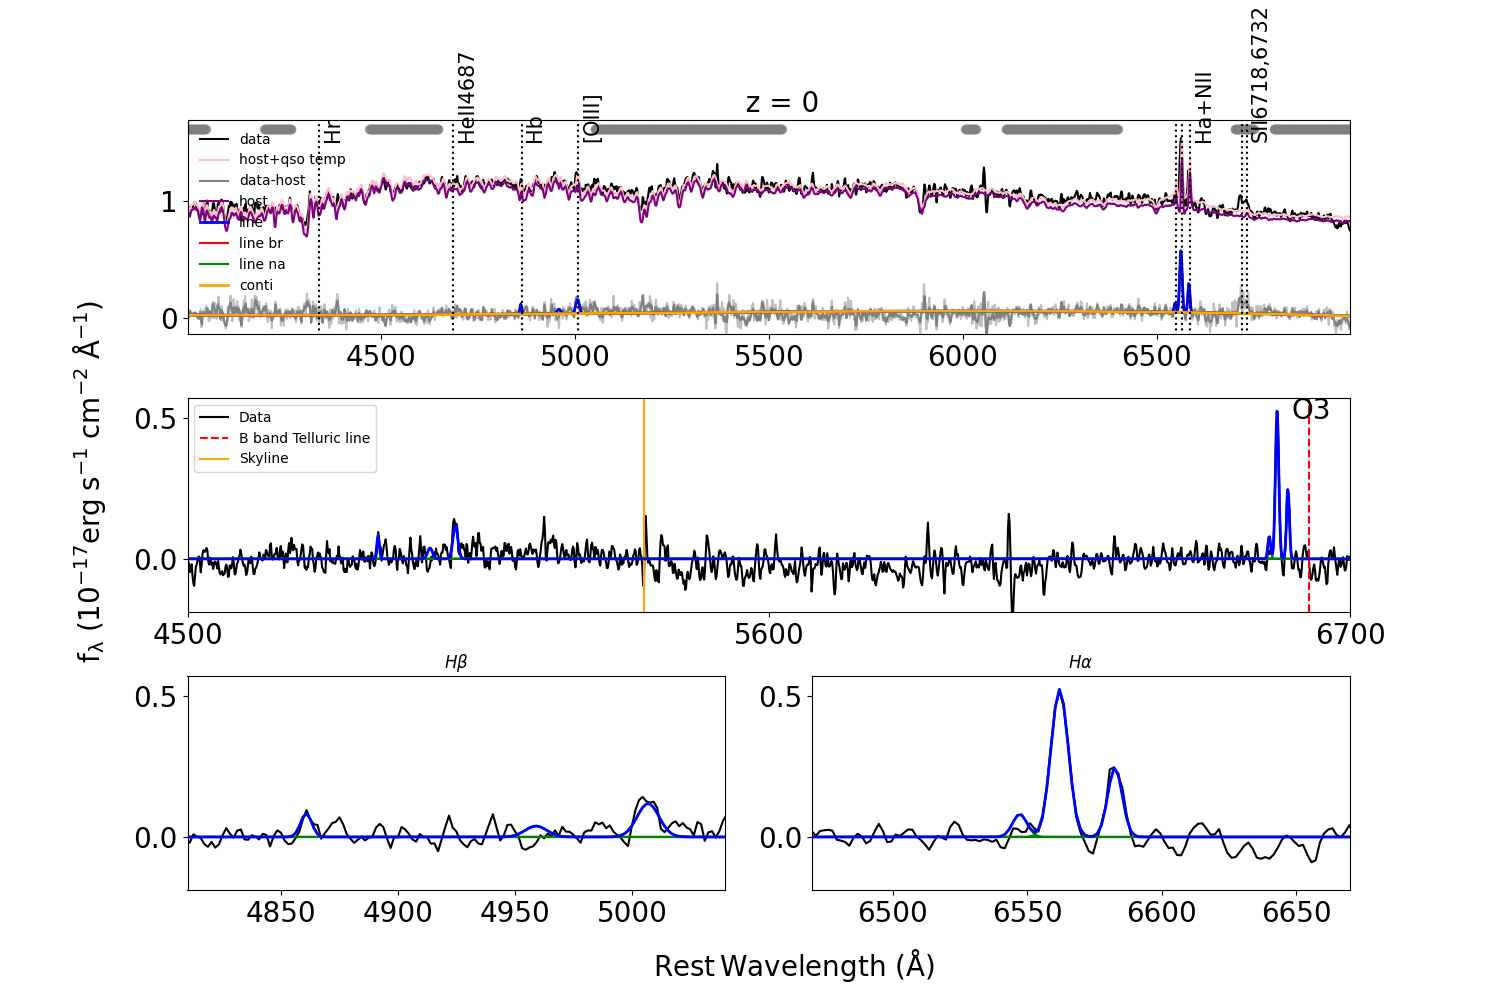 z = 0
Hr
HeII4687
Hb
[OIII]
Ha+NII
SII6718,6732
data
host+qso temp
data-host
host
line
line br
line na
conti
1
0
4500
5000
5500
6000
6500
Data
B band Telluric line
Skyline
O3
0.5
0.0
4500
5600
6700
fλ (10⁻¹⁷erg s⁻¹ cm⁻² Å⁻¹)
Hβ
0.5
0.0
4850
4900
4950
5000
Hα
0.5
0.0
6500
6550
6600
6650
Rest Wavelength (Å)